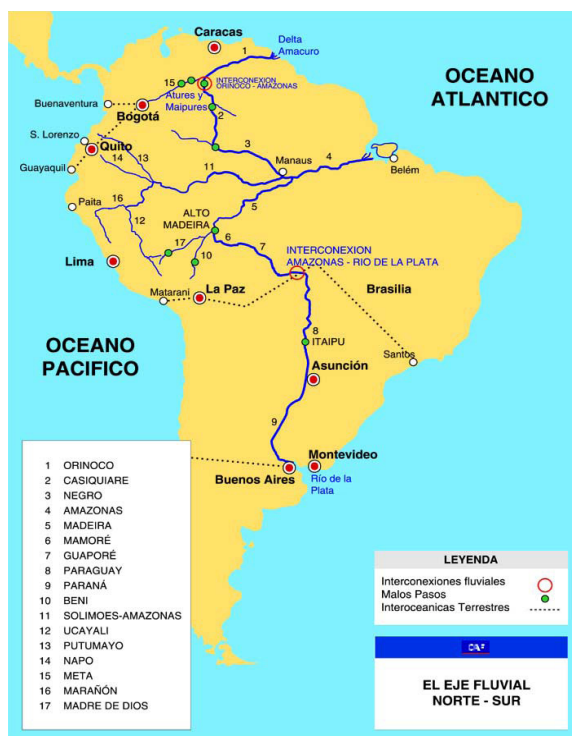 Caracas
1
Delta
Amacuro
OCEANO
ATLANTICO
15
INTERCONEXION
ORINOCO - AMAZONAS
Atures y
Maipures
Buenaventura
Bogotá
2
S. Lorenzo
Quito
3
Manaus
4
Belém
14
13
11
Guayaquil
5
16
Paita
12
ALTO
MADEIRA
17
10
6
7
INTERCONEXION
AMAZONAS - RIO DE LA PLATA
Lima
La Paz
Matarani
Brasilia
OCEANO
PACIFICO
8
ITAIPU
Santos
Asunción
9
Montevideo
Buenos Aires
Río de la
Plata
1 ORINOCO
2 CASIQUIARE
3 NEGRO
4 AMAZONAS
5 MADEIRA
6 MAMORÉ
7 GUAPORÉ
8 PARAGUAY
9 PARANÁ
10 BENI
11 SOLIMOES-AMAZONAS
12 UCAYALI
13 PUTUMAYO
14 NAPO
15 META
16 MARAÑÓN
17 MADRE DE DIOS
LEYENDA
Interconexiones fluviales
Malos Pasos
Interoceanicas Terrestres
CAF
EL EJE FLUVIAL
NORTE - SUR